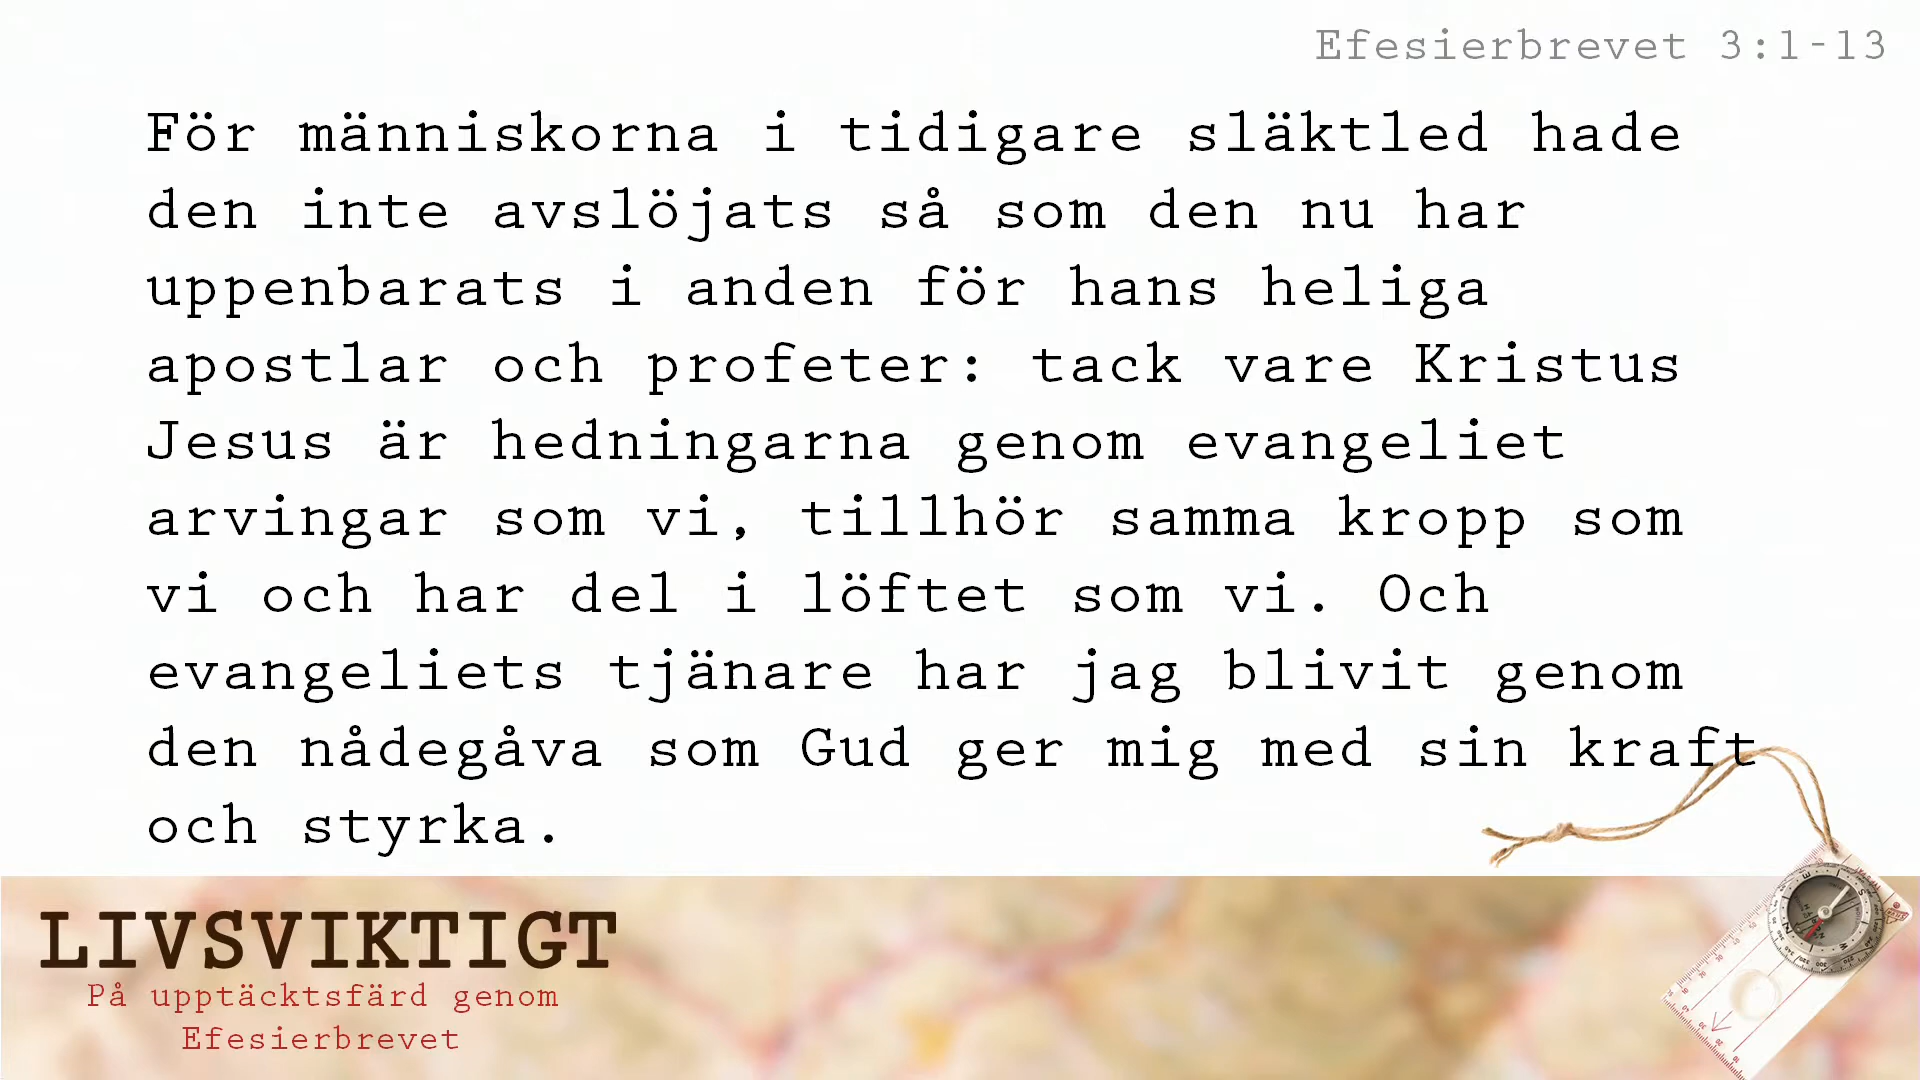 Efesierbrevet 3:1-13
För människorna i tidigare släktled hade
den inte avslöjats så som den nu har
uppenbarats i anden för hans heliga
apostlar och profeter: tack vare Kristus
Jesus är hedningarna genom evangeliet
arvingar som vi, tillhör samma kropp som
vi och har del i löftet som vi. Och
evangeliets tjänare har jag blivit genom
den nådegåva som Gud ger mig med sin kraft
och styrka.
LIVSVIKTIGT
På upptäcktsfärd genom
Efesierbrevet